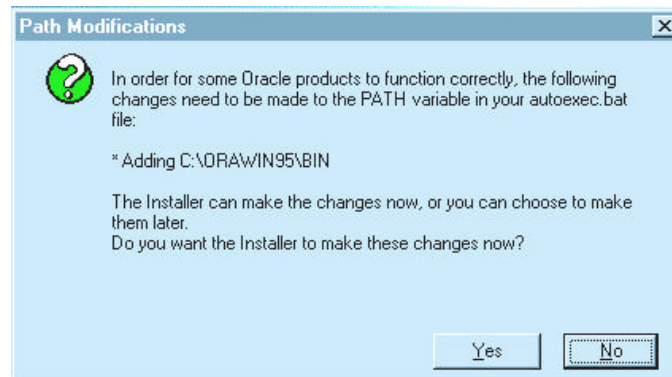 Path Modifications
In order for some Oracle products to function correctly, the following
changes need to be made to the PATH variable in your autoexec.bat
file:
* Adding C:\ORAWIN95\BIN
The Installer can make the changes now, or you can choose to make
them later.
Do you want the Installer to make these changes now?
Yes
No